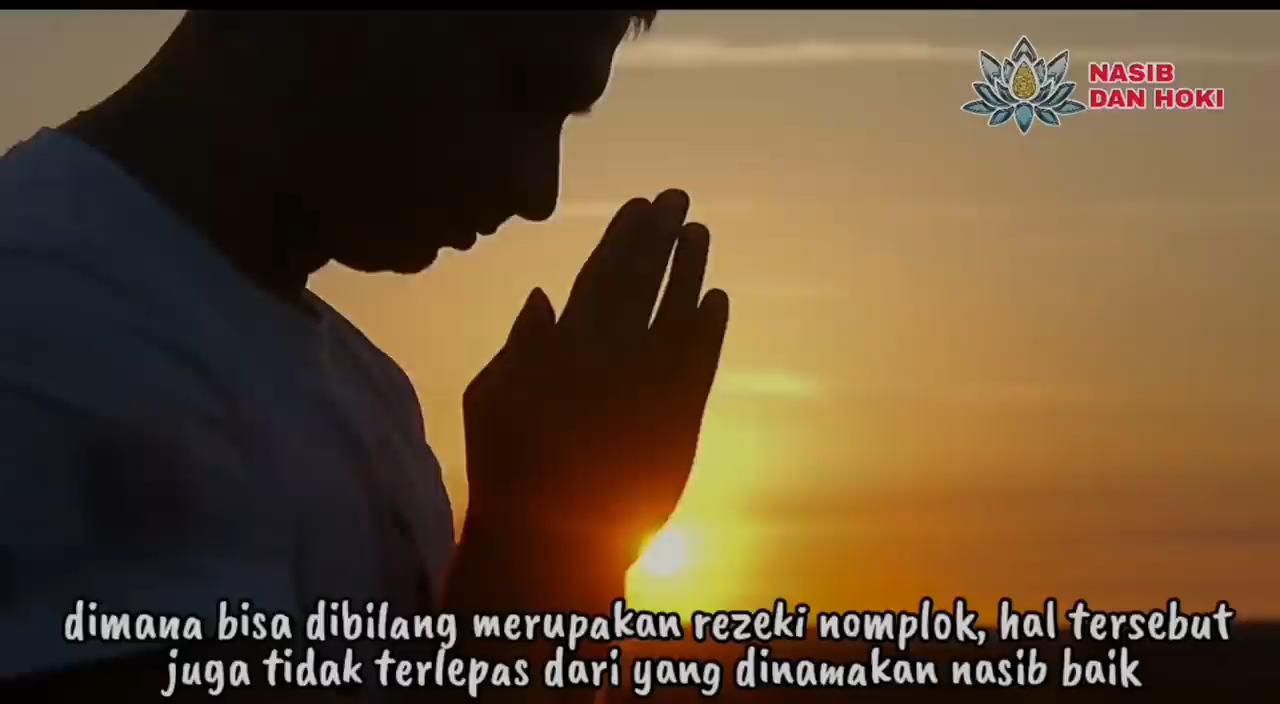 NASIB
DAN HOKI
dimana bisa dibilang merupakan rezeki nomplok, hal tersebut
juga tidak terlepas dari yang dinamakan nasib baik